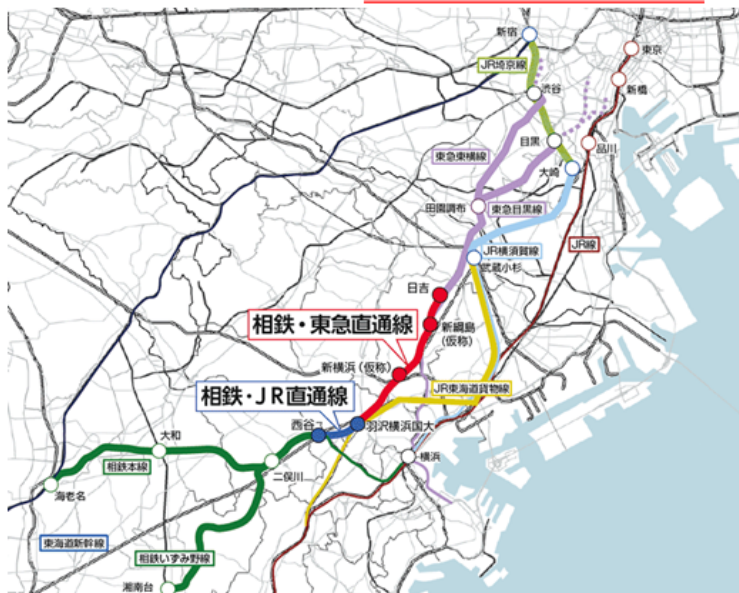 新宿
東京
JR埼京線
渋谷
新橋
目黒
品川
東急東横線
大崎
田園調布
東急目黒線
JR線
JR横須賀線
武蔵小杉
日吉
相鉄・東急直通線
新綱島
(仮称)
新横浜(仮称)
JR東海道貨物線
相鉄・JR直通線
西谷
羽沢横浜国大
大和
横浜
相鉄本線
二俣川
海老名
東海道新幹線
相鉄いずみ野線
湘南台